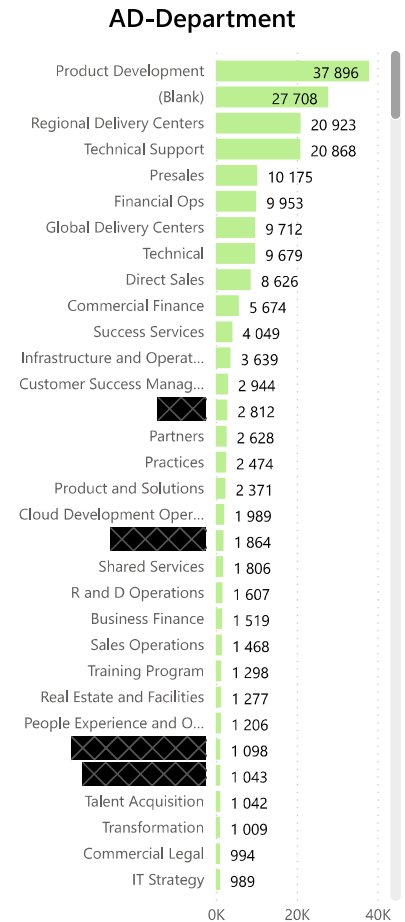 AD-Department
Product Development 37 896
(Blank) 27 708
Regional Delivery Centers 20 923
Technical Support 20 868
Presales 10 175
Financial Ops 9 953
Global Delivery Centers 9 712
Technical 9 679
Direct Sales 8 626
Commercial Finance 5 674
Success Services 4 049
Infrastructure and Operat... 3 639
Customer Success Manag... 2 944
2 812
Partners 2 628
Practices 2 474
Product and Solutions 2 371
Cloud Development Oper... 1 989
1 864
Shared Services 1 806
R and D Operations 1 607
Business Finance 1 519
Sales Operations 1 468
Training Program 1 298
Real Estate and Facilities 1 277
People Experience and O... 1 206
1 098
1 043
Talent Acquisition 1 042
Transformation 1 009
Commercial Legal 994
IT Strategy 989
0K 20K 40K